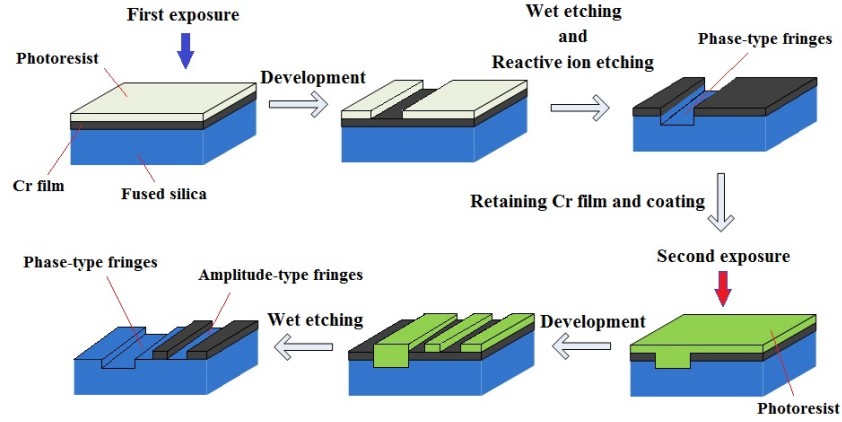 First exposure
Photoresist
Cr film
Fused silica
Development
Wet etching
and
Reactive ion etching
Phase-type fringes
Retaining Cr film and coating
Second exposure
Photoresist
Development
Wet etching
Amplitude-type fringes
Phase-type fringes